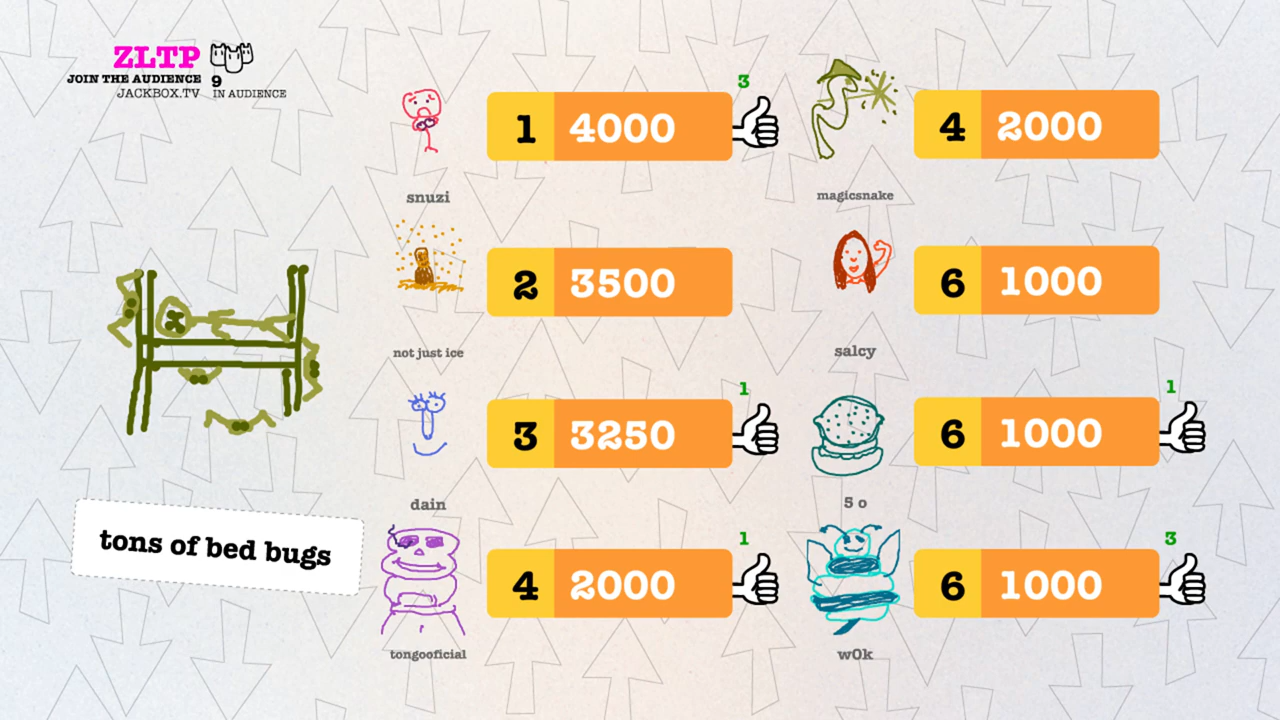 ZLTP
JOIN THE AUDIENCE
JACKBOX.TV
9
IN AUDIENCE
tons of bed bugs
1 4000
3
snuzi
2 3500
not just ice
3 3250
1
dain
4 2000
1
tongooficial
4 2000
magicsnake
6 1000
salcy
6 1000
1
5 o
6 1000
3
w0k